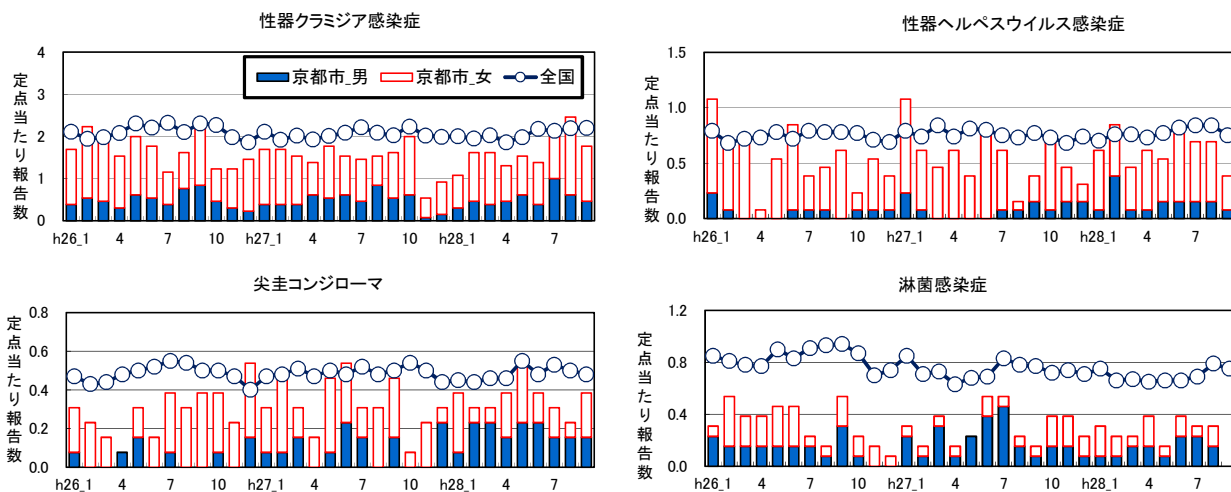 性器クラミジア感染症
定点当たり報告数
4
3
2
1
0
京都市_男 京都市_女 全国
h26_1 4 7 10 h27_1 4 7 10 h28_1 4 7
性器ヘルペスウイルス感染症
定点当たり報告数
1.5
1.0
0.5
0.0
h26_1 4 7 10 h27_1 4 7 10 h28_1 4 7
尖圭コンジローマ
定点当たり報告数
0.8
0.6
0.4
0.2
0.0
h26_1 4 7 10 h27_1 4 7 10 h28_1 4 7
淋菌感染症
定点当たり報告数
1.2
0.8
0.4
0.0
h26_1 4 7 10 h27_1 4 7 10 h28_1 4 7